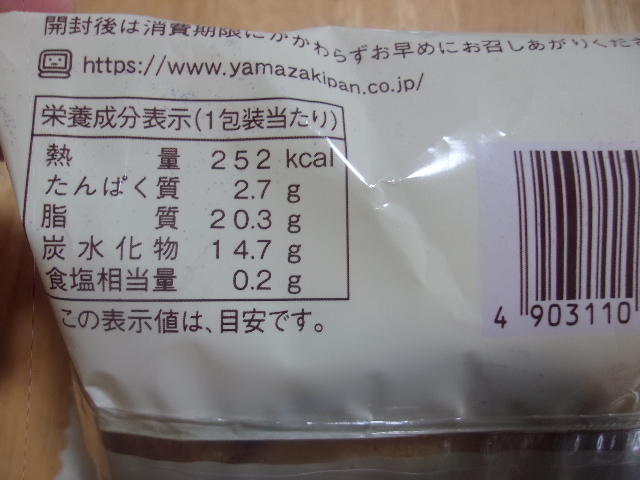 開封後は消費期限にかかわらずお早めにお召しあがりくださ
https://www.yamazakipan.co.jp/
栄養成分表示(1包装当たり)
熱量 252 kcal
たんぱく質 2.7 g
脂質 20.3 g
炭水化物 14.7 g
食塩相当量 0.2 g
この表示値は、目安です。
4 903110